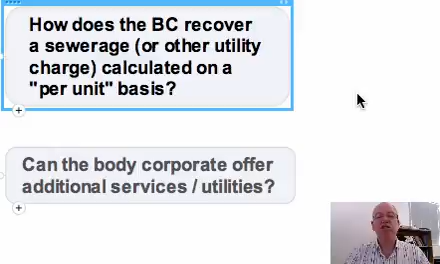 How does the BC recover
a sewerage (or other utility
charge) calculated on a
"per unit" basis?
Can the body corporate offer
additional services / utilities?